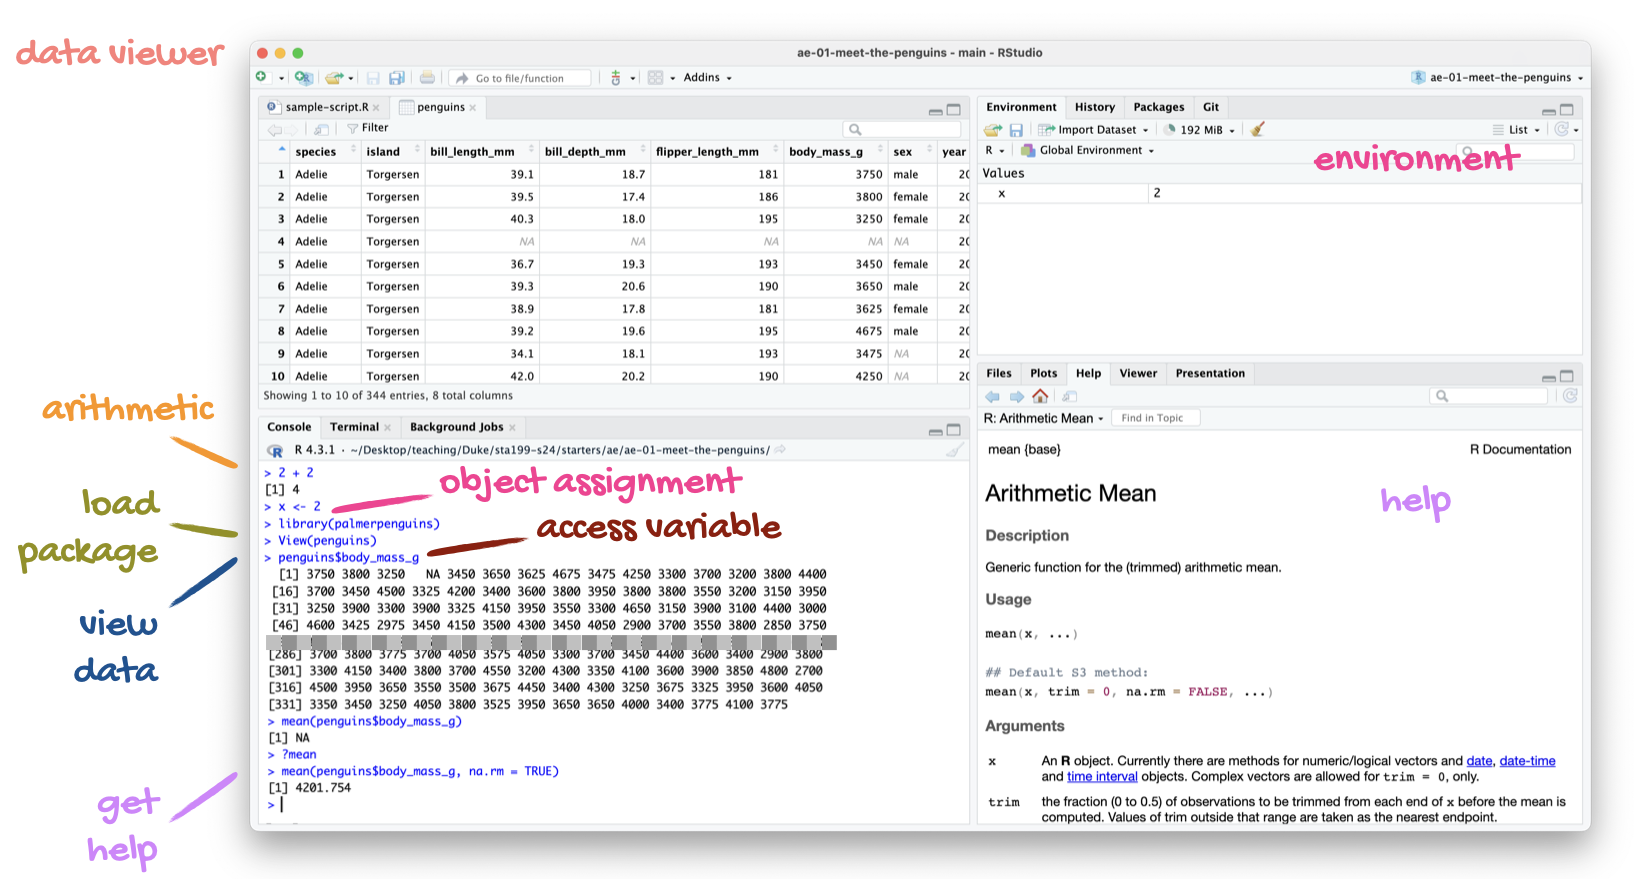 data viewer
ae-01-meet-the-penguins - main - RStudio
Go to file/function Addins ae-01-meet-the-penguins
sample-script.R penguins
Filter
species island bill_length_mm bill_depth_mm flipper_length_mm body_mass_g sex year
1 Adelie Torgersen 39.1 18.7 181 3750 male 20
2 Adelie Torgersen 39.5 17.4 186 3800 female 20
3 Adelie Torgersen 40.3 18.0 195 3250 female 20
4 Adelie Torgersen NA NA NA NA NA 20
5 Adelie Torgersen 36.7 19.3 193 3450 female 20
6 Adelie Torgersen 39.3 20.6 190 3650 male 20
7 Adelie Torgersen 38.9 17.8 181 3625 female 20
8 Adelie Torgersen 39.2 19.6 195 4675 male 20
9 Adelie Torgersen 34.1 18.1 193 3475 NA 20
10 Adelie Torgersen 42.0 20.2 190 4250 NA 20
Showing 1 to 10 of 344 entries, 8 total columns
Environment History Packages Git
Import Dataset 192 MiB List
R Global Environment
environment
Values
x 2
arithmetic
load
package
view
data
get
help
Console Terminal Background Jobs
R 4.3.1 · ~/Desktop/teaching/Duke/sta199-s24/starters/ae/ae-01-meet-the-penguins/
> 2 + 2
[1] 4
> x <- 2
object assignment
> library(palmerpenguins)
> View(penguins)
access variable
> penguins$body_mass_g
[1] 3750 3800 3250 NA 3450 3650 3625 4675 3475 4250 3300 3700 3200 3800 4400
[16] 3700 3450 4500 3325 4200 3400 3600 3800 3950 3800 3800 3550 3200 3150 3950
[31] 3250 3900 3300 3900 3325 4150 3950 3550 3300 4650 3150 3900 3100 4400 3000
[46] 4600 3425 2975 3450 4150 3500 4300 3450 4050 2900 3700 3550 3800 2850 3750
[286] 3700 3800 3775 3700 4050 3575 4050 3300 3700 3450 4400 3600 3400 2900 3800
[301] 3300 4150 3400 3800 3700 4550 3200 4300 3350 4100 3600 3900 3850 4800 2700
[316] 4500 3950 3650 3550 3500 3675 4450 3400 4300 3250 3675 3325 3950 3600 4050
[331] 3350 3450 3250 4050 3800 3525 3950 3650 3650 4000 3400 3775 4100 3775
> mean(penguins$body_mass_g)
[1] NA
> ?mean
> mean(penguins$body_mass_g, na.rm = TRUE)
[1] 4201.754
>
Files Plots Help Viewer Presentation
R: Arithmetic Mean Find in Topic
mean {base} R Documentation
Arithmetic Mean
help
Description
Generic function for the (trimmed) arithmetic mean.
Usage
mean(x, ...)
## Default S3 method:
mean(x, trim = 0, na.rm = FALSE, ...)
Arguments
x An R object. Currently there are methods for numeric/logical vectors and date, date-time
and time interval objects. Complex vectors are allowed for trim = 0, only.
trim the fraction (0 to 0.5) of observations to be trimmed from each end of x before the mean is
computed. Values of trim outside that range are taken as the nearest endpoint.